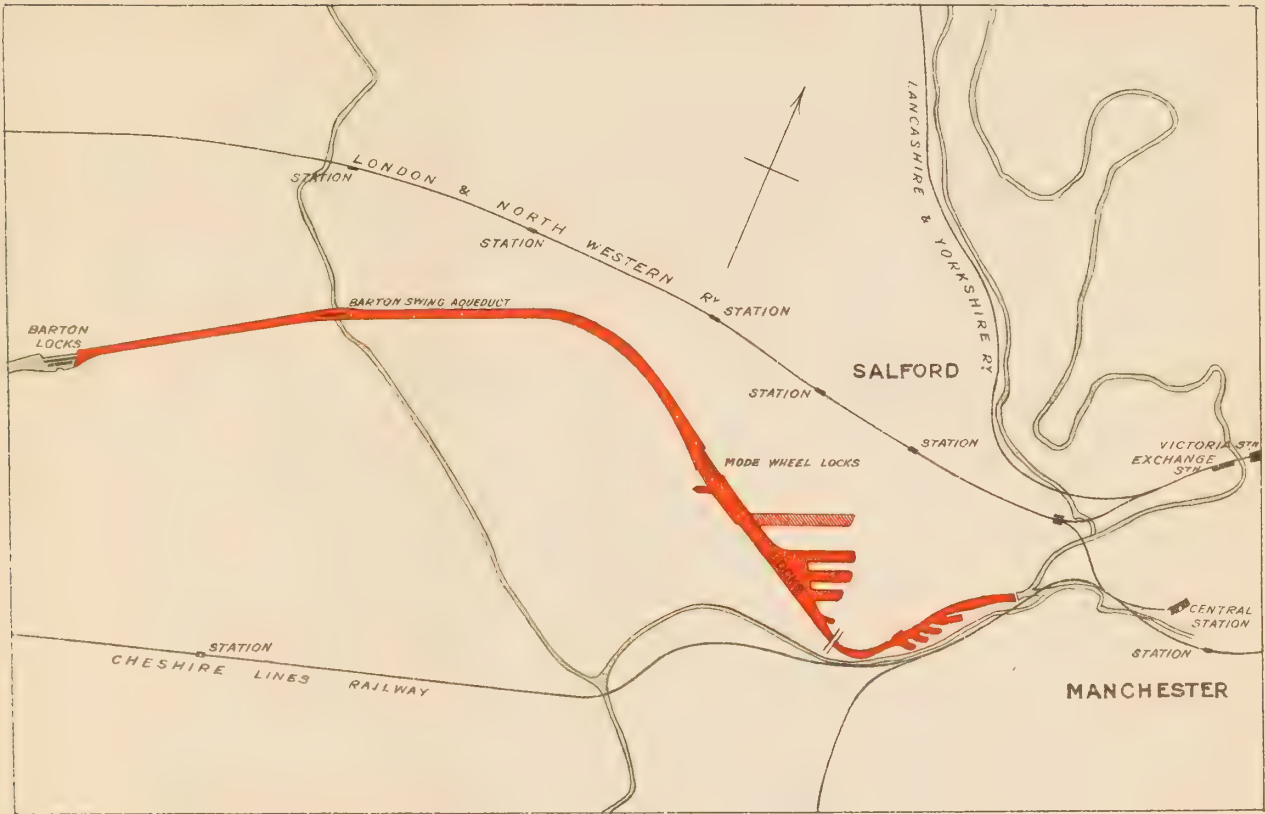 LANCASHIRE & YORKSHIRE RY.
LONDON & NORTH WESTERN RY
STATION
STATION
BARTON SWING AQUEDUCT
STATION
BARTON
LOCKS
SALFORD
STATION
STATION
VICTORIA STN
EXCHANGE
STN
MODE WHEEL LOCKS
DOCKS
CENTRAL
STATION
STATION
STATION
CHESHIRE LINES RAILWAY
MANCHESTER